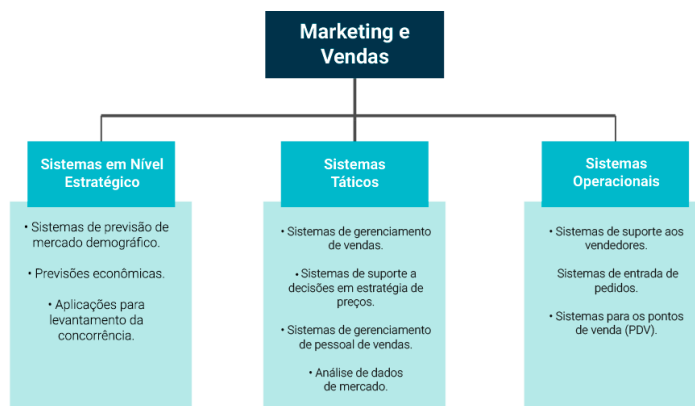 Marketing e
Vendas
Sistemas em Nível
Estratégico
• Sistemas de previsão de
mercado demográfico.
• Previsões econômicas.
• Aplicações para
levantamento da
concorrência.
Sistemas
Táticos
• Sistemas de gerenciamento
de vendas.
• Sistemas de suporte a
decisões em estratégia de
preços.
• Sistemas de gerenciamento
de pessoal de vendas.
• Análise de dados
de mercado.
Sistemas
Operacionais
• Sistemas de suporte aos
vendedores.
Sistemas de entrada de
pedidos.
• Sistemas para os pontos
de venda (PDV).